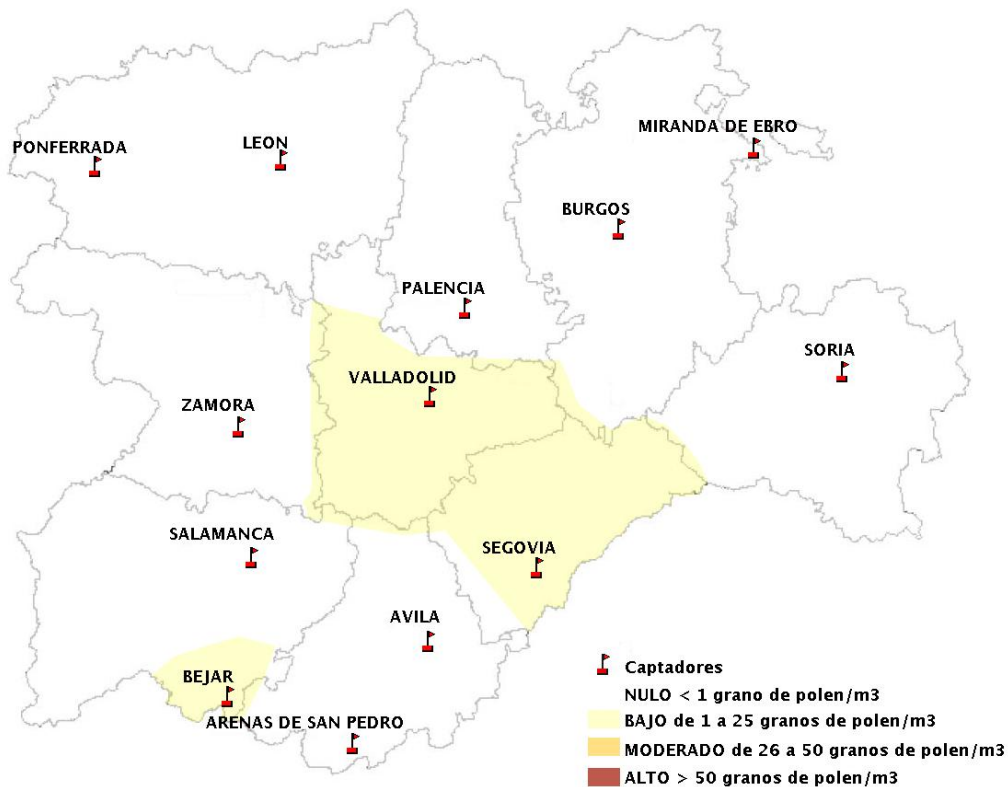 MIRANDA DE EBRO
PONFERRADA
LEON
BURGOS
PALENCIA
SORIA
VALLADOLID
ZAMORA
SALAMANCA
SEGOVIA
AVILA
BEJAR
ARENAS DE SAN PEDRO
Captadores
NULO < 1 grano de polen/m3
BAJO de 1 a 25 granos de polen/m3
MODERADO de 26 a 50 granos de polen/m3
ALTO > 50 granos de polen/m3